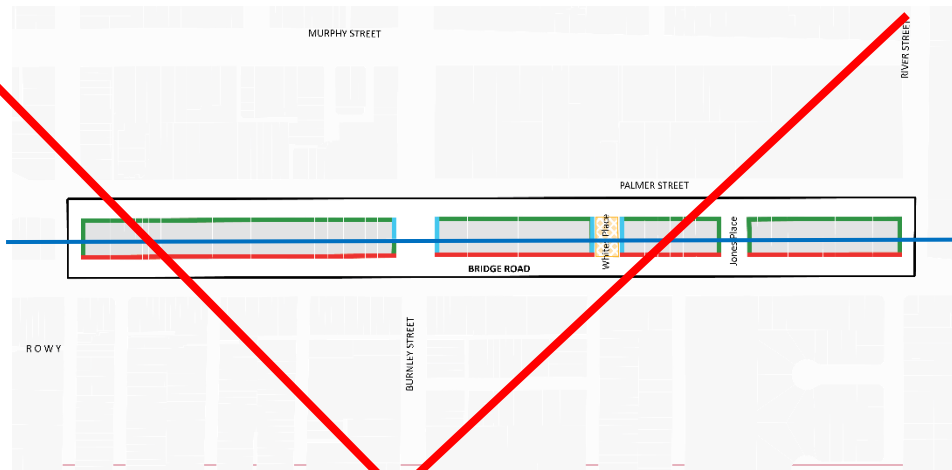 MURPHY STREET
RIVER STREET
PALMER STREET
White Place
Jones Place
BRIDGE ROAD
BURNLEY STREET
ROWY